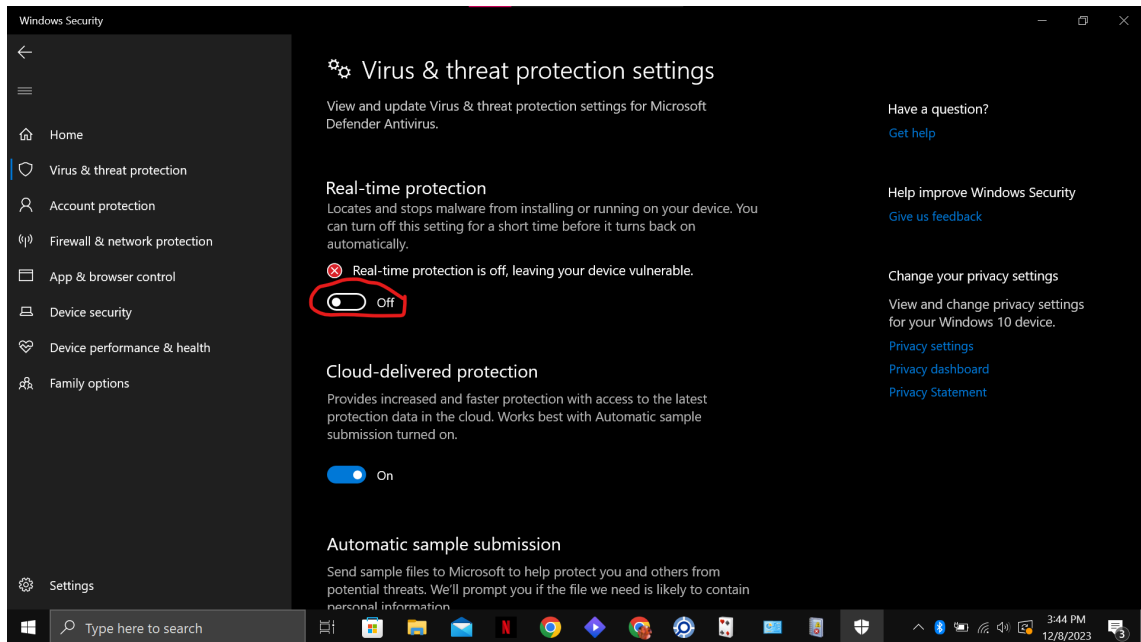 Windows Security
Home
Virus & threat protection
Account protection
Firewall & network protection
App & browser control
Device security
Device performance & health
Family options
Settings
Virus & threat protection settings
View and update Virus & threat protection settings for Microsoft
Defender Antivirus.
Real-time protection
Locates and stops malware from installing or running on your device. You
can turn off this setting for a short time before it turns back on
automatically.
Real-time protection is off, leaving your device vulnerable.
Off
Cloud-delivered protection
Provides increased and faster protection with access to the latest
protection data in the cloud. Works best with Automatic sample
submission turned on.
On
Automatic sample submission
Send sample files to Microsoft to help protect you and others from
potential threats. We'll prompt you if the file we need is likely to contain
personal information.
Have a question?
Get help
Help improve Windows Security
Give us feedback
Change your privacy settings
View and change privacy settings
for your Windows 10 device.
Privacy settings
Privacy dashboard
Privacy Statement
Type here to search
N
3:44 PM
12/8/2023
3